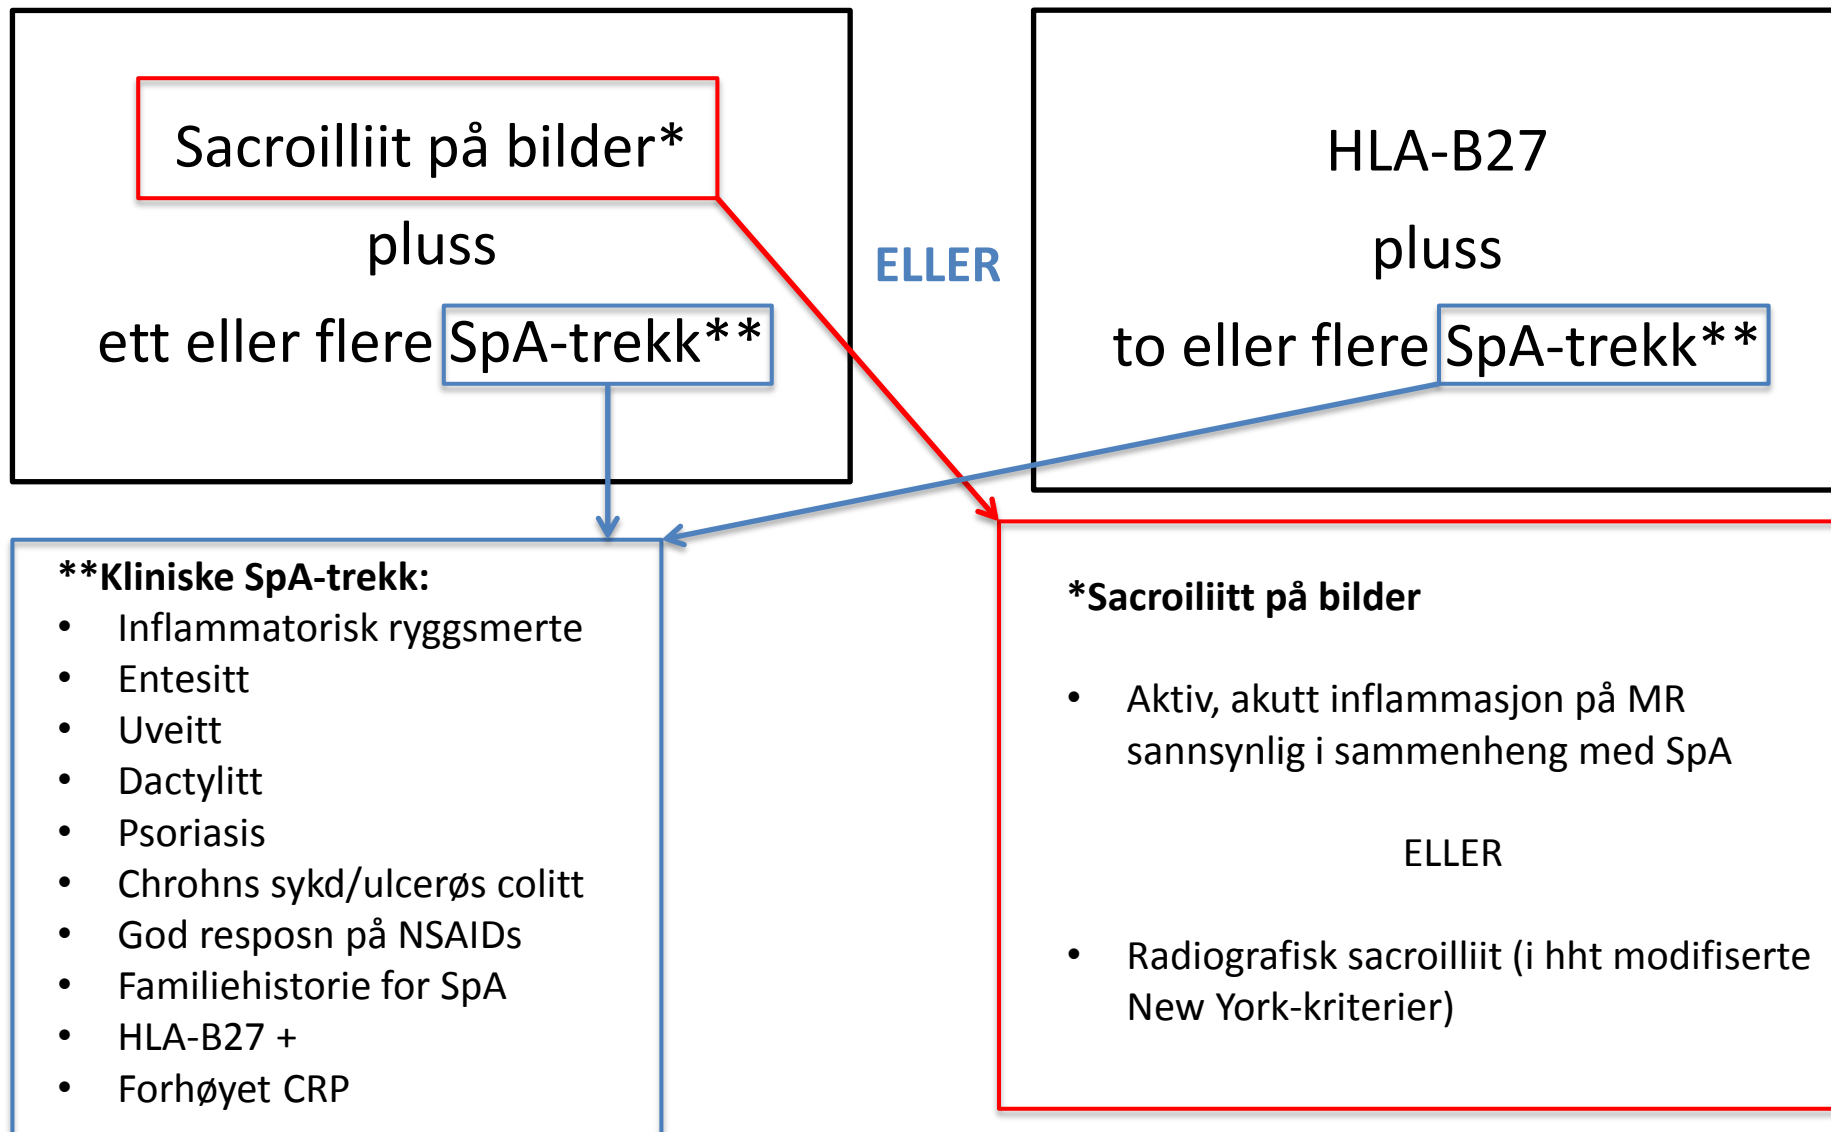 Sacroilliit på bilder*
pluss
ett eller flere SpA-trekk**
ELLER
HLA-B27
pluss
to eller flere SpA-trekk**
**Kliniske SpA-trekk:
• Inflammatorisk ryggsmerte
• Entesitt
• Uveitt
• Dactylitt
• Psoriasis
• Chrohns sykd/ulcerøs colitt
• God resposn på NSAIDs
• Familiehistorie for SpA
• HLA-B27 +
• Forhøyet CRP
*Sacroiliitt på bilder
• Aktiv, akutt inflammasjon på MR
sannsynlig i sammenheng med SpA
ELLER
• Radiografisk sacroilliit (i hht modifiserte
New York-kriterier)